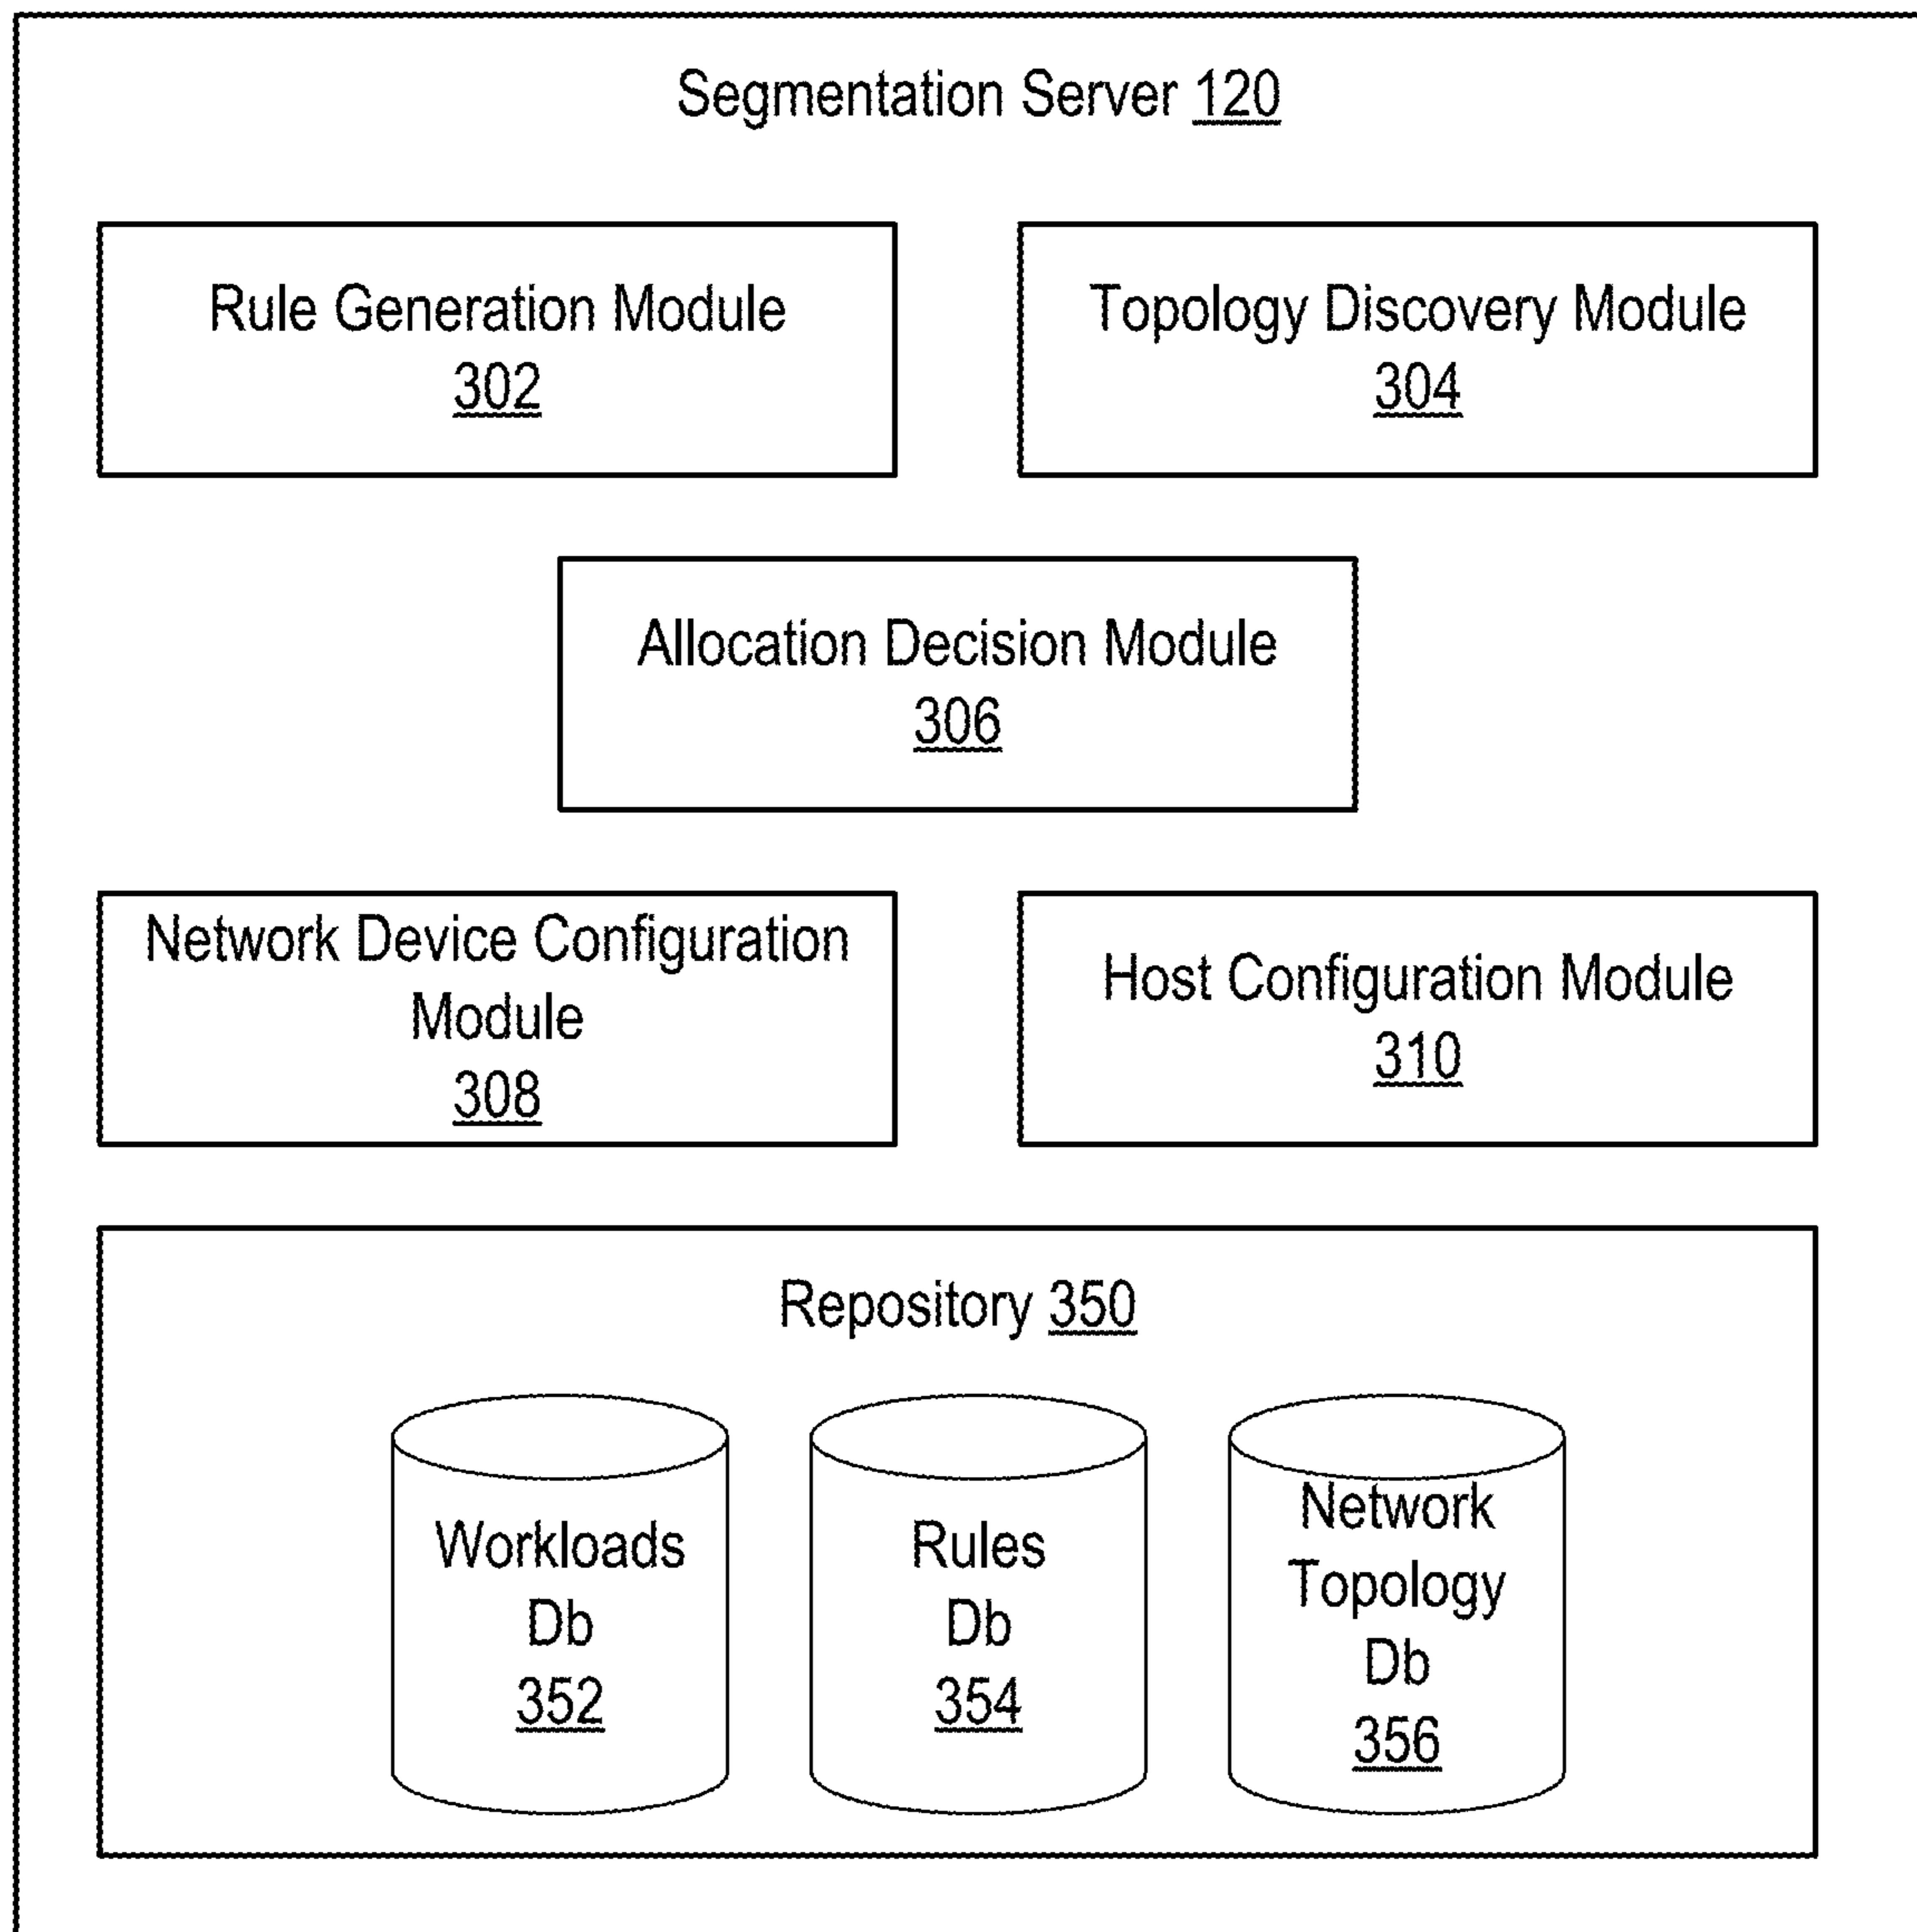 Segmentation Server 120
Rule Generation Module
302
Topology Discovery Module
304
Allocation Decision Module
306
Network Device Configuration
Module
308
Host Configuration Module
310
Repository 350
Workloads
Db
352
Rules
Db
354
Network
Topology
Db
356